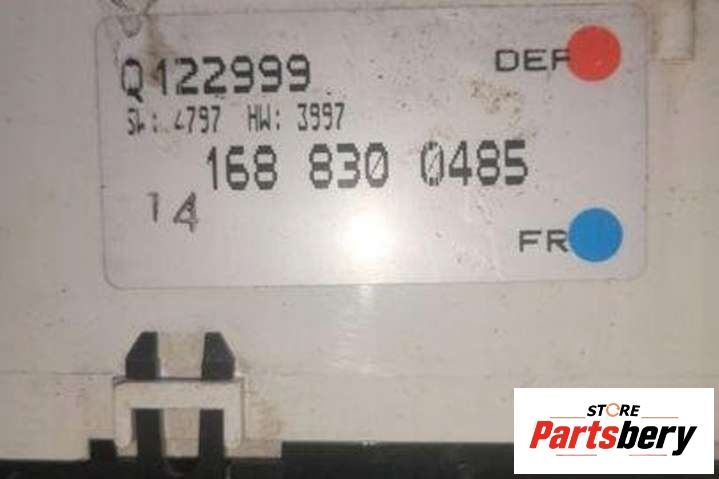 Q122999
DEF
SW: 4797 HW: 3997
168 830 0485
14
FR
STORE
Partsbery